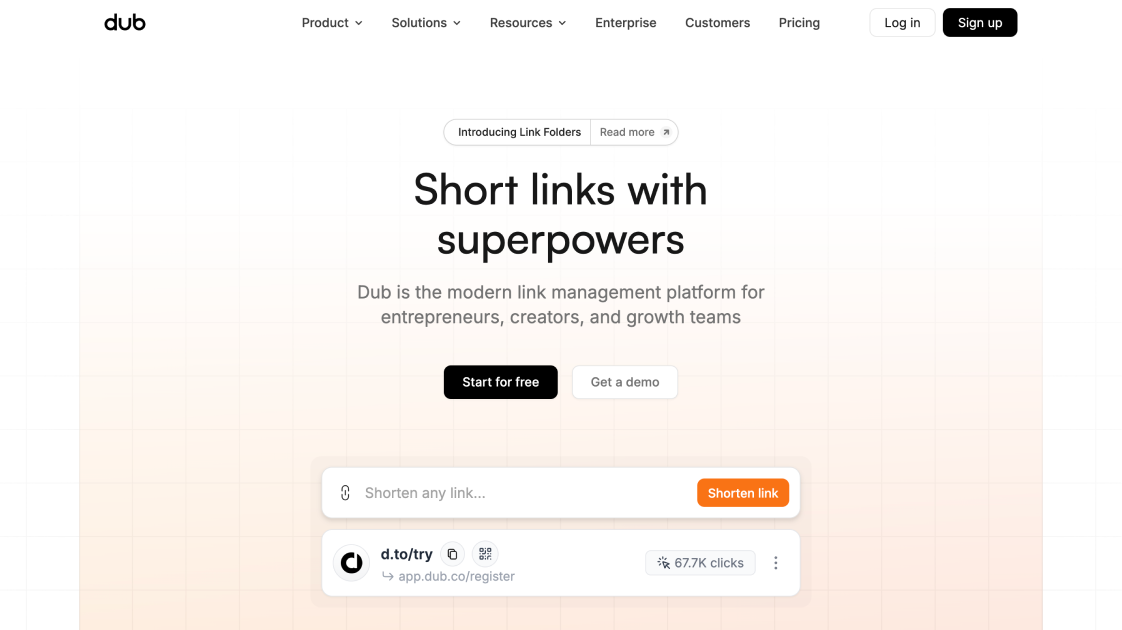 dub
Product
Solutions
Resources
Enterprise
Customers
Pricing
Log in
Sign up
Introducing Link Folders
Read more
Short links with
superpowers
Dub is the modern link management platform for
entrepreneurs, creators, and growth teams
Start for free
Get a demo
Shorten any link...
Shorten link
d.to/try
app.dub.co/register
67.7K clicks